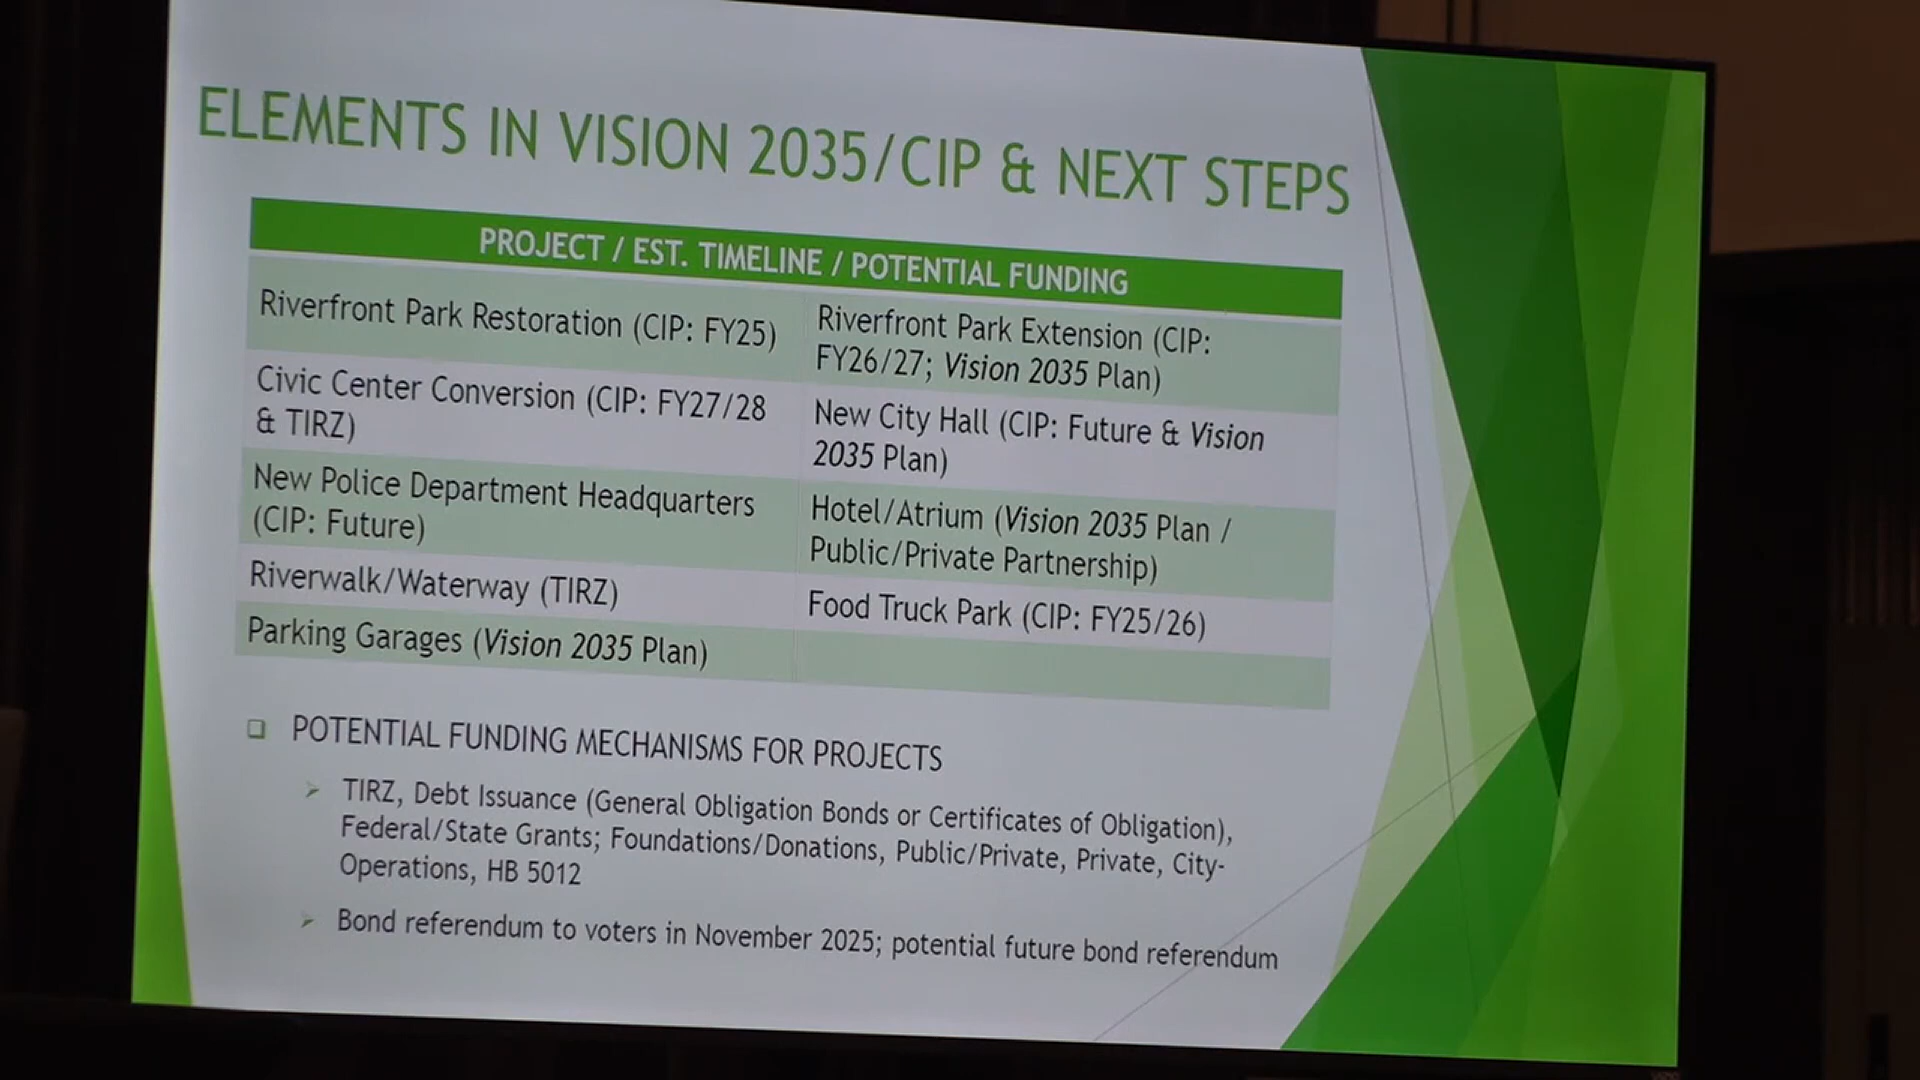 ELEMENTS IN VISION 2035/CIP & NEXT STEPS
PROJECT / EST. TIMELINE / POTENTIAL FUNDING
Riverfront Park Restoration (CIP: FY25)
Riverfront Park Extension (CIP:
FY26/27; Vision 2035 Plan)
Civic Center Conversion (CIP: FY27/28
& TIRZ)
New City Hall (CIP: Future & Vision
2035 Plan)
New Police Department Headquarters
(CIP: Future)
Hotel/Atrium (Vision 2035 Plan /
Public/Private Partnership)
Riverwalk/Waterway (TIRZ)
Food Truck Park (CIP: FY25/26)
Parking Garages (Vision 2035 Plan)
POTENTIAL FUNDING MECHANISMS FOR PROJECTS
TIRZ, Debt Issuance (General Obligation Bonds or Certificates of Obligation),
Federal/State Grants; Foundations/Donations, Public/Private, Private, City-
Operations, HB 5012
Bond referendum to voters in November 2025; potential future bond referendum